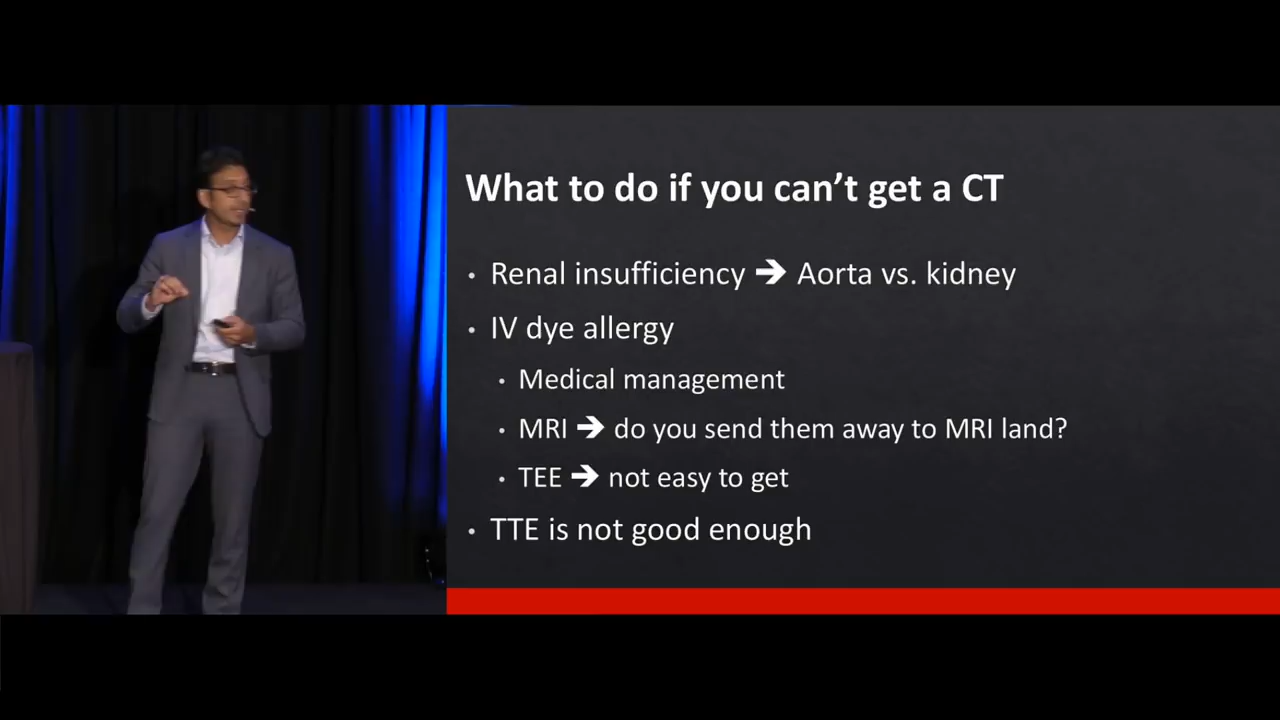 What to do if you can't get a CT
• Renal insufficiency ➔ Aorta vs. kidney
• IV dye allergy
• Medical management
• MRI ➔ do you send them away to MRI land?
• TEE ➔ not easy to get
• TTE is not good enough